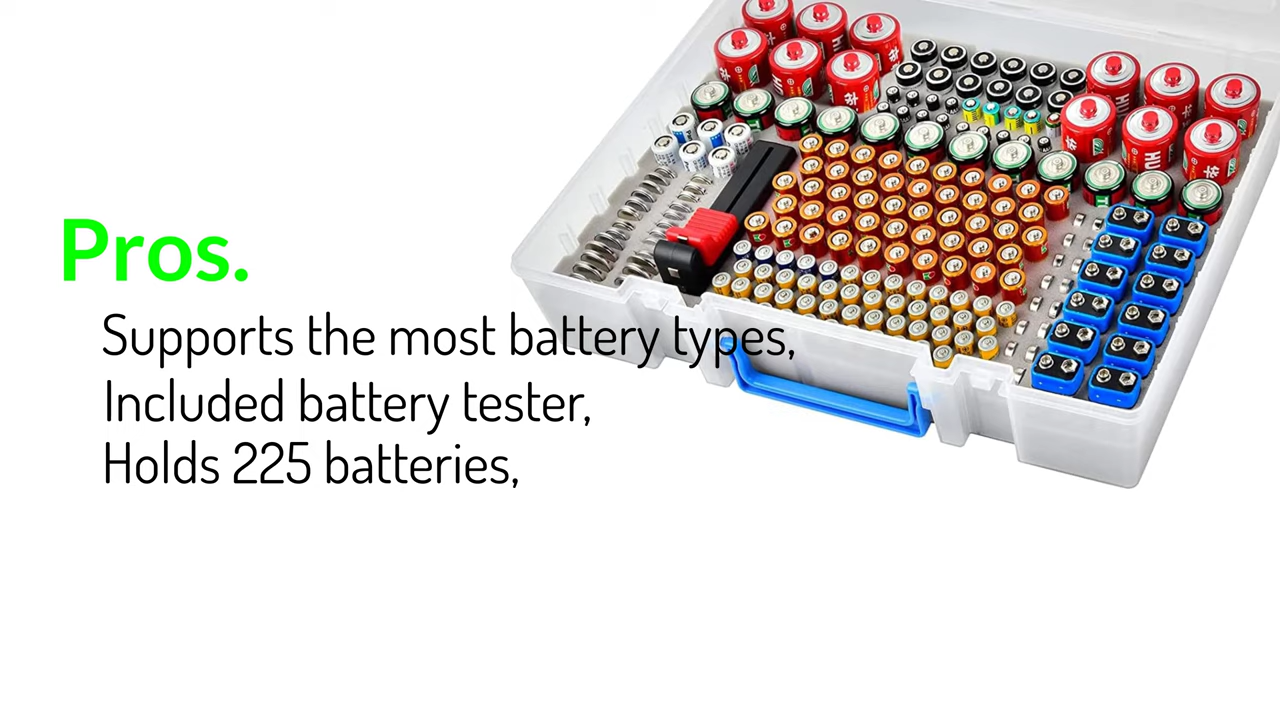 Pros.
Supports the most battery types,
Included battery tester,
Holds 225 batteries,